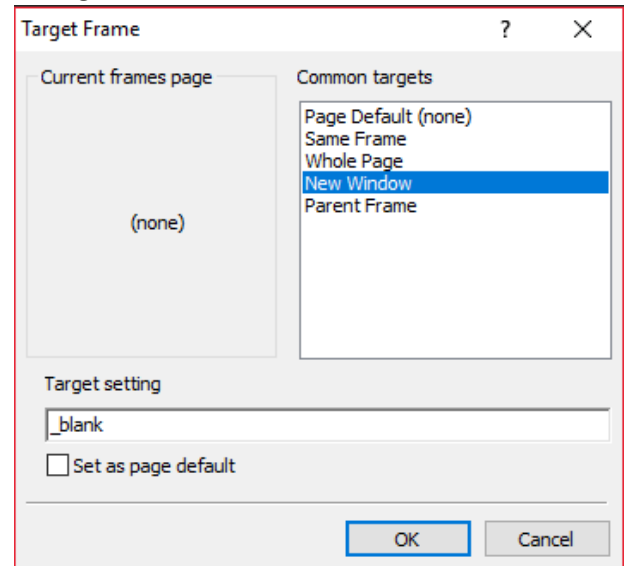 Target Frame ?
Current frames page
(none)
Common targets
Page Default (none)
Same Frame
Whole Page
New Window
Parent Frame
Target setting
_blank
Set as page default
OK Cancel